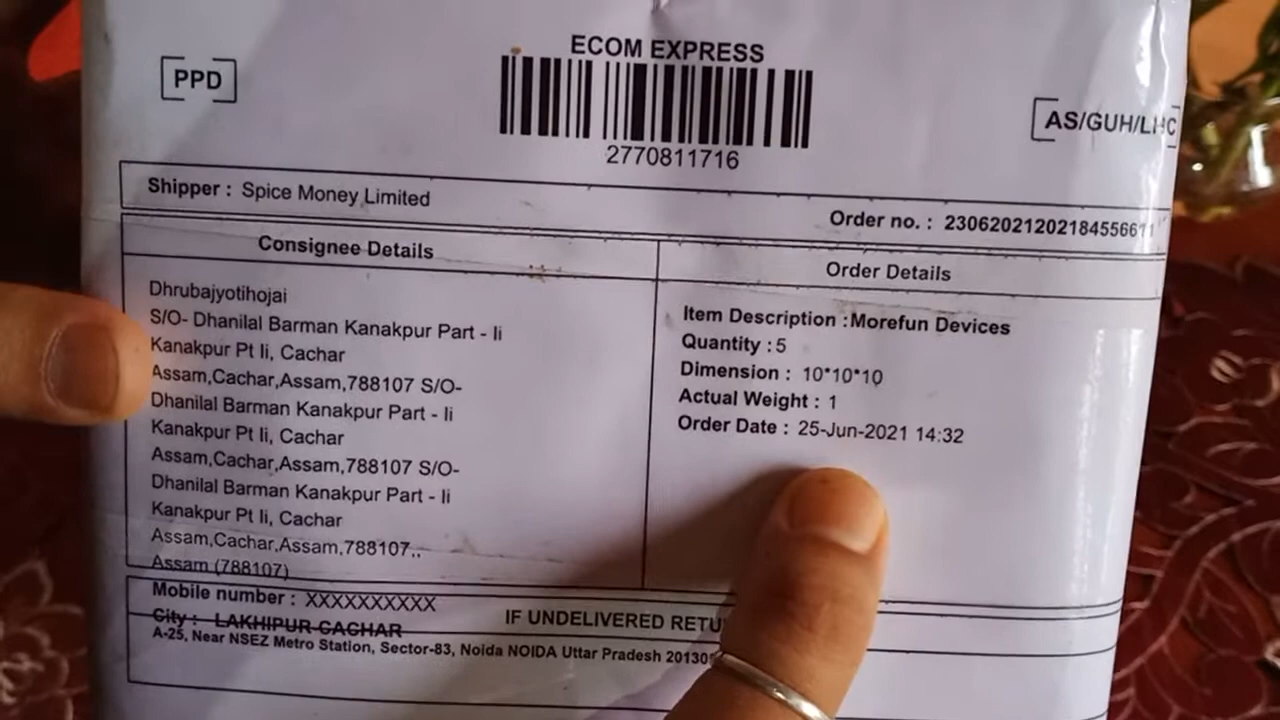 ECOM EXPRESS
[PPD]
[AS/GUH/LHC]
2770811716
Shipper : Spice Money Limited
Order no. : 230620212021845566
Consignee Details
Order Details
Dhrubajyotihojai
S/O- Dhanilal Barman Kanakpur Part - Ii
Kanakpur Pt Ii, Cachar
Assam,Cachar,Assam,788107 S/O-
Dhanilal Barman Kanakpur Part - Ii
Kanakpur Pt Ii, Cachar
Assam,Cachar,Assam,788107 S/O-
Dhanilal Barman Kanakpur Part - Ii
Kanakpur Pt Ii, Cachar
Assam,Cachar,Assam,788107,,
Assam (788107)
Item Description :Morefun Devices
Quantity : 5
Dimension : 10*10*10
Actual Weight : 1
Order Date : 25-Jun-2021 14:32
Mobile number : XXXXXXXXXX
City : LAKHIPUR-CACHAR
IF UNDELIVERED RETU
A-25, Near NSEZ Metro Station, Sector-83, Noida NOIDA Uttar Pradesh 20130